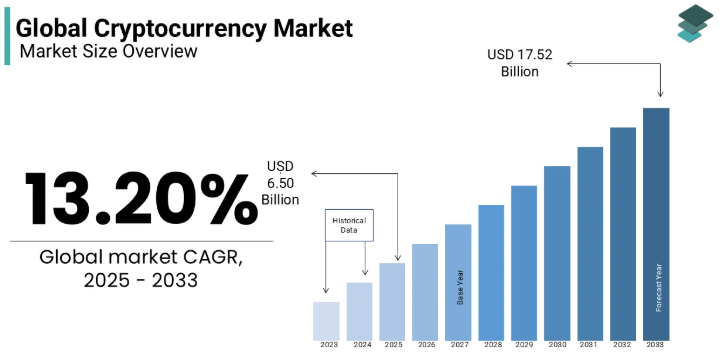 Global Cryptocurrency Market
Market Size Overview
USD 17.52
Billion
USD
6.50
Billion
13.20%
Global market CAGR,
2025 - 2033
Historical
Data
Base Year
Forecast Year
2023 2024 2025 2026 2027 2028 2029 2030 2031 2032 2033